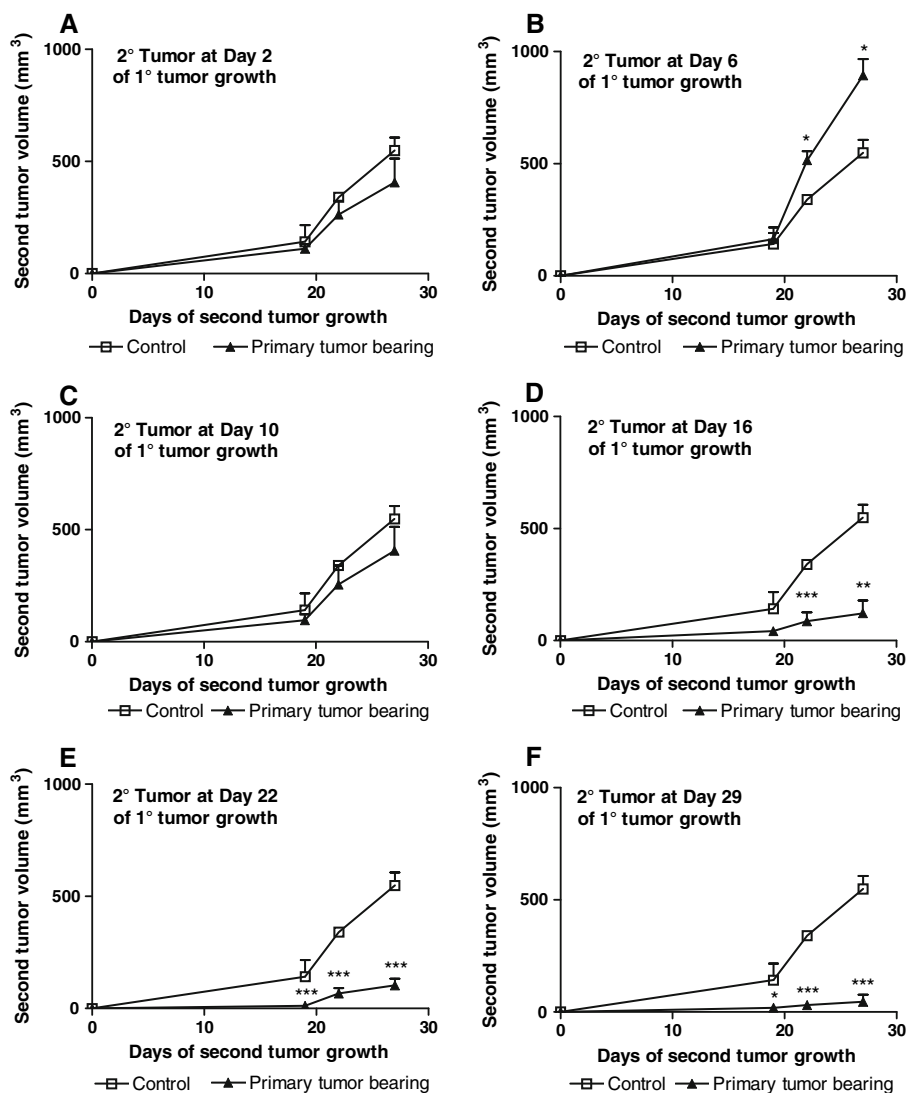 A
2° Tumor at Day 2
of 1° tumor growth
Second tumor volume (mm³)
1000
500
0
0 10 20 30
Days of second tumor growth
Control Primary tumor bearing
B
2° Tumor at Day 6
of 1° tumor growth
Second tumor volume (mm³)
1000
500
0
* *
0 10 20 30
Days of second tumor growth
Control Primary tumor bearing
C
2° Tumor at Day 10
of 1° tumor growth
Second tumor volume (mm³)
1000
500
0
0 10 20 30
Days of second tumor growth
Control Primary tumor bearing
D
2° Tumor at Day 16
of 1° tumor growth
Second tumor volume (mm³)
1000
500
0
*** **
0 10 20 30
Days of second tumor growth
Control Primary tumor bearing
E
2° Tumor at Day 22
of 1° tumor growth
Second tumor volume (mm³)
1000
500
0
*** *** ***
0 10 20 30
Days of second tumor growth
Control Primary tumor bearing
F
2° Tumor at Day 29
of 1° tumor growth
Second tumor volume (mm³)
1000
500
0
* *** ***
0 10 20 30
Days of second tumor growth
Control Primary tumor bearing